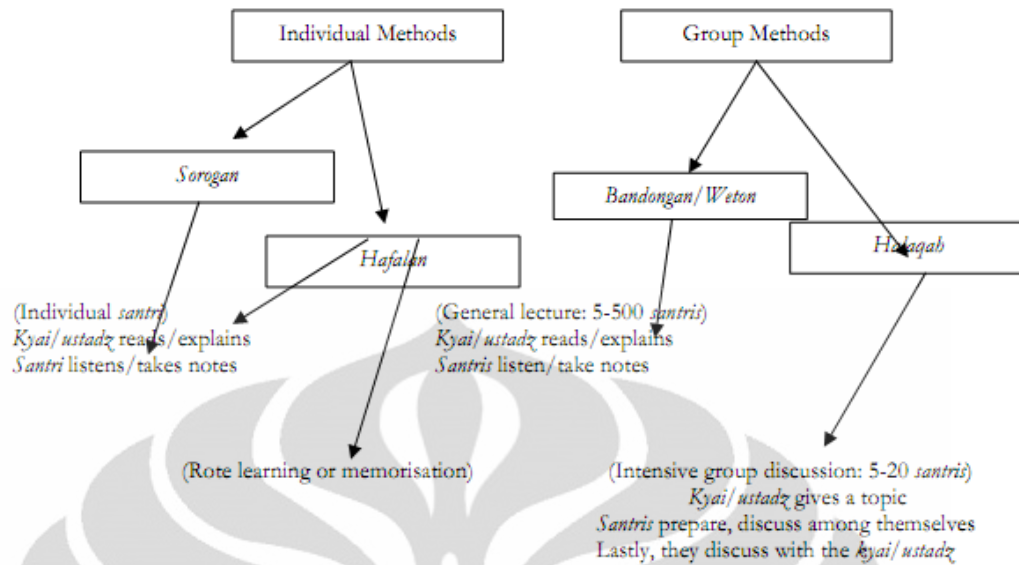 Individual Methods
Group Methods
Sorogan
Bandongan/Weton
Hafalan
Halaqah
(Individual santri)
Kyai/ustadz reads/explains
Santri listens/takes notes
(General lecture: 5-500 santris)
Kyai/ustadz reads/explains
Santris listen/take notes
(Rote learning or memorisation)
(Intensive group discussion: 5-20 santris)
Kyai/ustadz gives a topic
Santris prepare, discuss among themselves
Lastly, they discuss with the kyai/ustadz